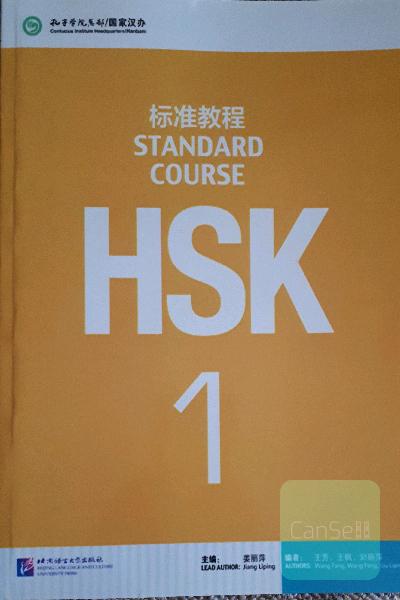 孔子学院总部/国家汉办
Confucius Institute Headquarters(Hanban)
标准教程
STANDARD
COURSE
HSK
1
CanSell
主编： 姜丽萍
LEAD AUTHOR: Jiang Liping
编者： 王芳、王枫、刘丽萍
AUTHORS: Wang Fang, Wang Feng, Liu Liping
北京语言大学出版社
BEIJING LANGUAGE AND CULTURE
UNIVERSITY PRESS